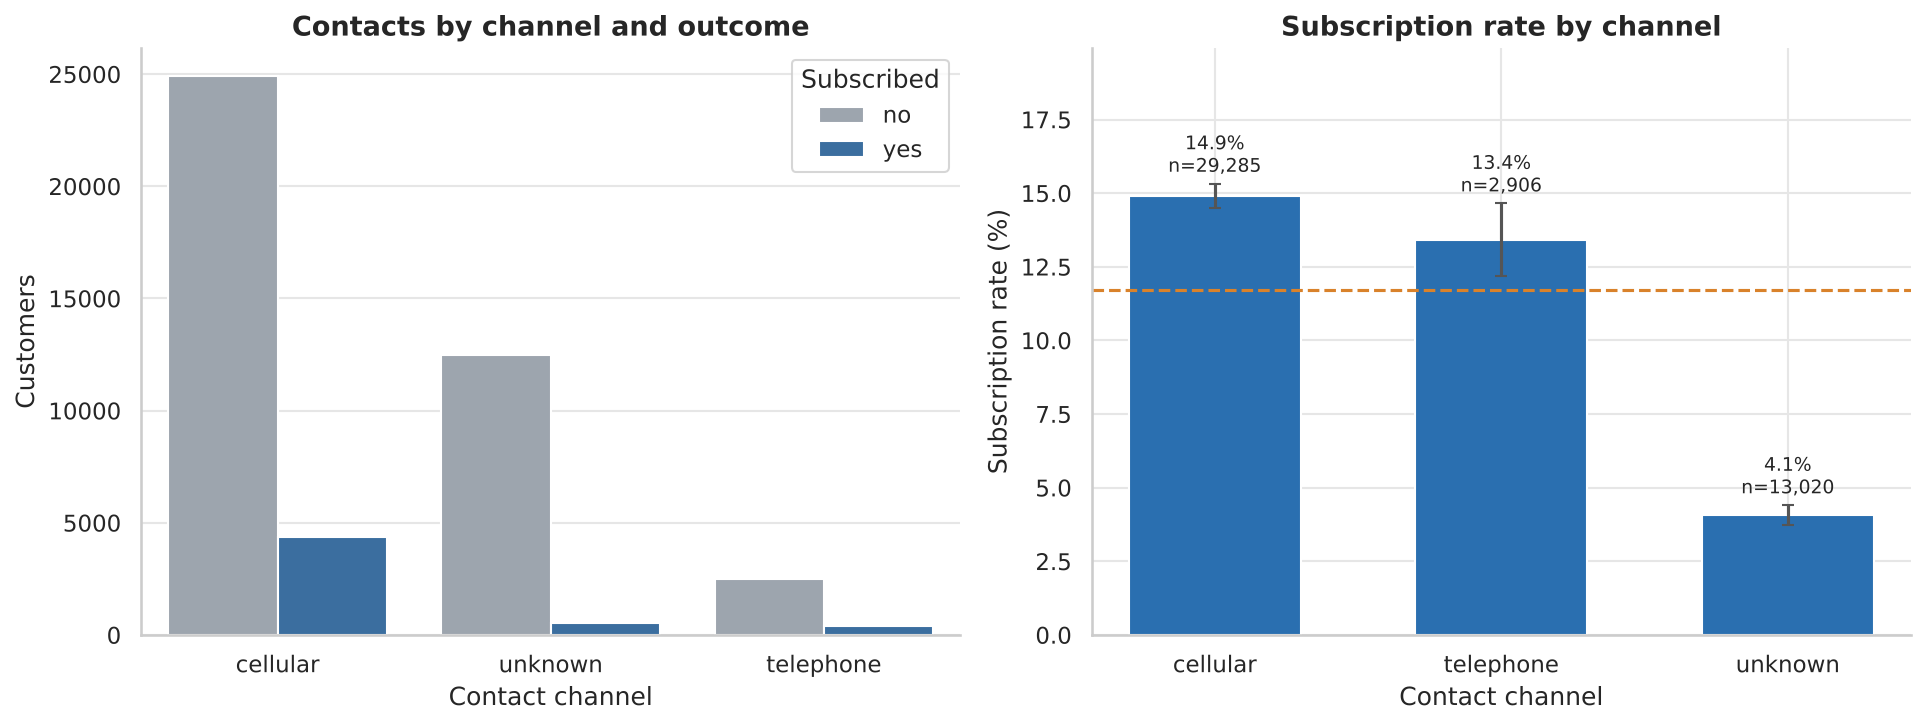 Contacts by channel and outcome
Subscribed
no
yes
25000
20000
15000
10000
5000
0
Customers
cellular
unknown
telephone
Contact channel
Subscription rate by channel
17.5
15.0
12.5
10.0
7.5
5.0
2.5
0.0
Subscription rate (%)
14.9%
n=29,285
13.4%
n=2,906
4.1%
n=13,020
cellular
telephone
unknown
Contact channel